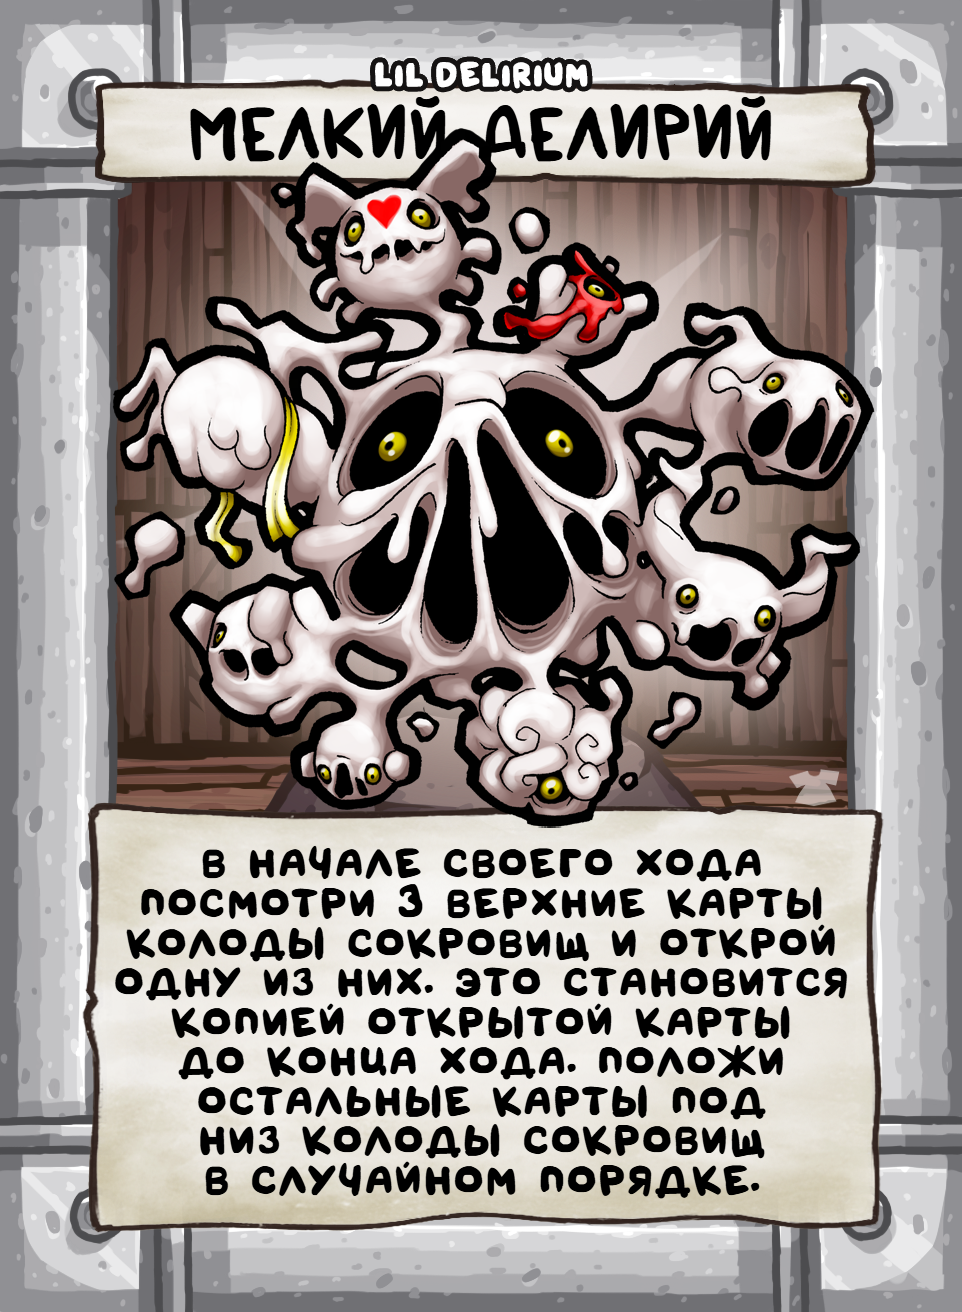 LIL DELIRIUM
МЕЛКИЙ ДЕЛИРИЙ
В НАЧАЛЕ СВОЕГО ХОДА
ПОСМОТРИ 3 ВЕРХНИЕ КАРТЫ
КОЛОДЫ СОКРОВИЩ И ОТКРОЙ
ОДНУ ИЗ НИХ. ЭТО СТАНОВИТСЯ
КОПИЕЙ ОТКРЫТОЙ КАРТЫ
ДО КОНЦА ХОДА. ПОЛОЖИ
ОСТАЛЬНЫЕ КАРТЫ ПОД
НИЗ КОЛОДЫ СОКРОВИЩ
В СЛУЧАЙНОМ ПОРЯДКЕ.